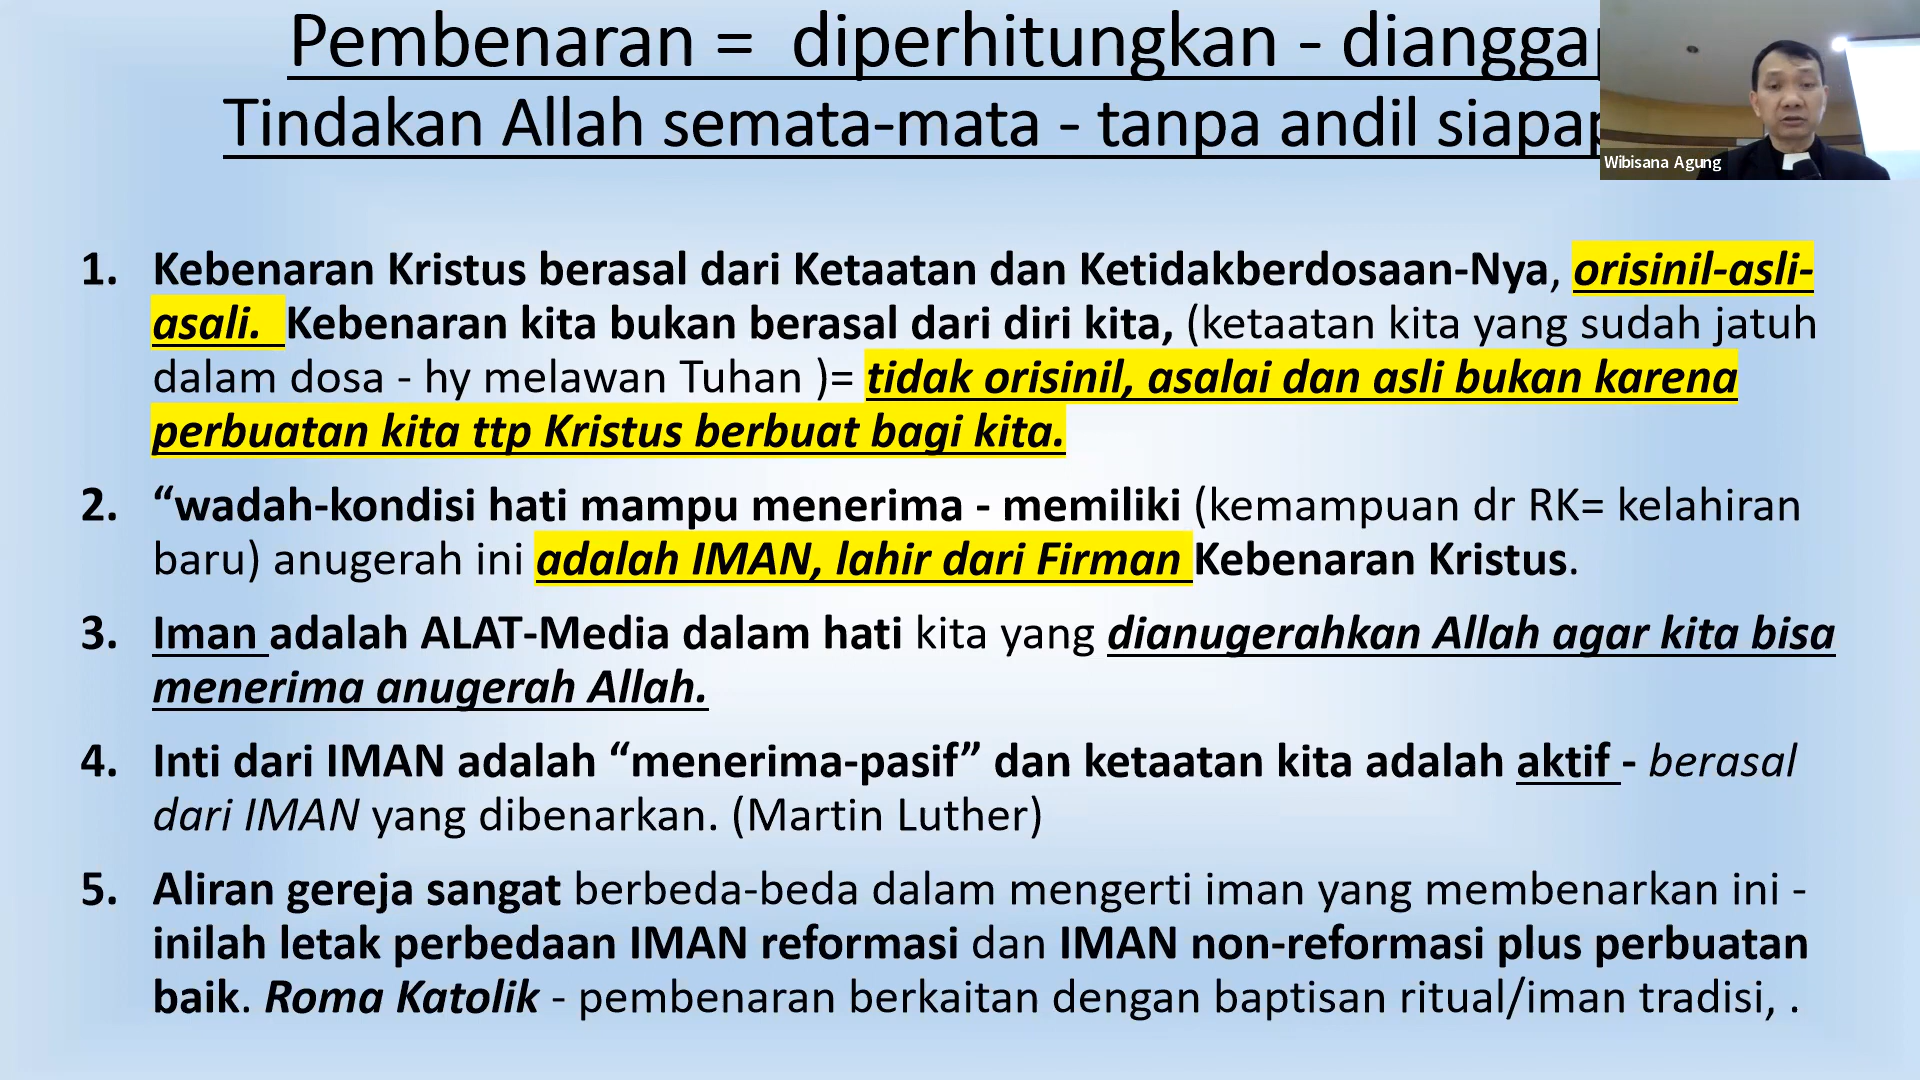 Pembenaran = diperhitungkan - diangga
Tindakan Allah semata-mata - tanpa andil siapa
Wibisana Agung
1. Kebenaran Kristus berasal dari Ketaatan dan Ketidakberdosaan-Nya, orisinil-asli-
asali. Kebenaran kita bukan berasal dari diri kita, (ketaatan kita yang sudah jatuh
dalam dosa - hy melawan Tuhan )= tidak orisinil, asalai dan asli bukan karena
perbuatan kita ttp Kristus berbuat bagi kita.
2. “wadah-kondisi hati mampu menerima - memiliki (kemampuan dr RK= kelahiran
baru) anugerah ini adalah IMAN, lahir dari Firman Kebenaran Kristus.
3. Iman adalah ALAT-Media dalam hati kita yang dianugerahkan Allah agar kita bisa
menerima anugerah Allah.
4. Inti dari IMAN adalah “menerima-pasif” dan ketaatan kita adalah aktif - berasal
dari IMAN yang dibenarkan. (Martin Luther)
5. Aliran gereja sangat berbeda-beda dalam mengerti iman yang membenarkan ini -
inilah letak perbedaan IMAN reformasi dan IMAN non-reformasi plus perbuatan
baik. Roma Katolik - pembenaran berkaitan dengan baptisan ritual/iman tradisi, .